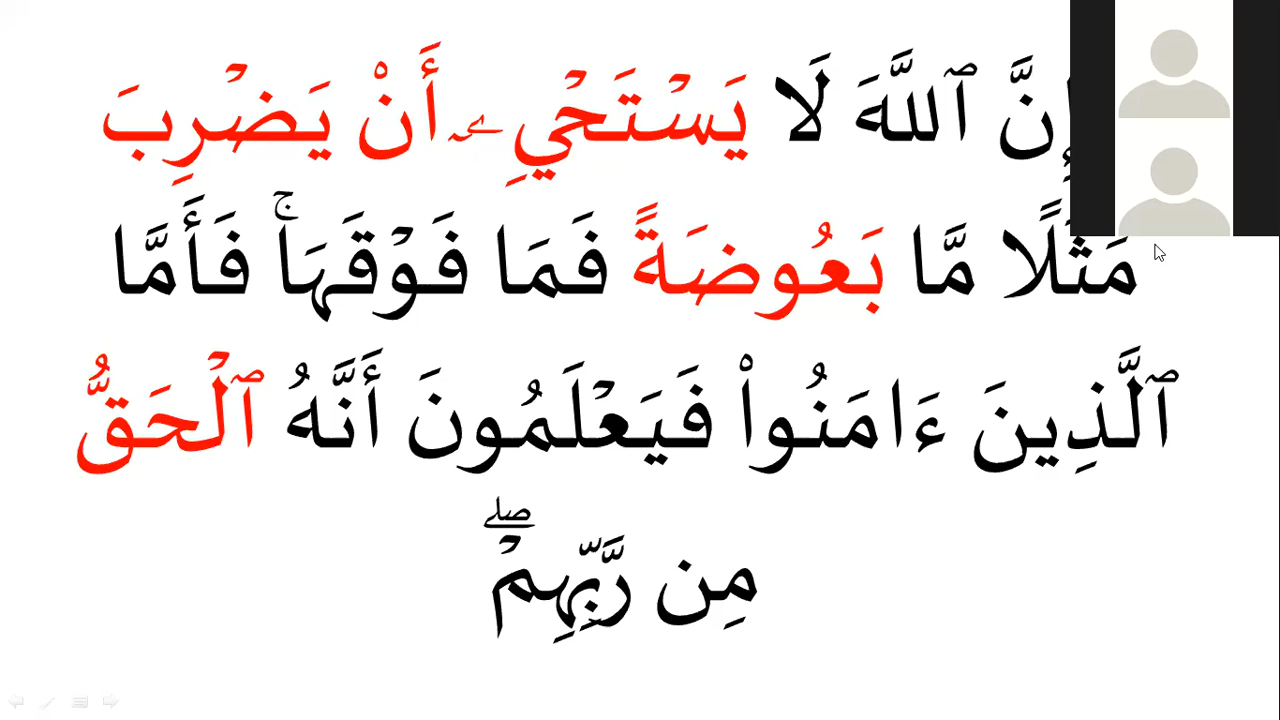 إِنَّ ٱللَّهَ لَا يَسْتَحْيِۦ أَنْ يَضْرِبَ
مَثَلًا مَّا بَعُوضَةً فَمَا فَوْقَهَاۚ فَأَمَّا
ٱلَّذِينَ ءَامَنُوا۟ فَيَعْلَمُونَ أَنَّهُ ٱلْحَقُّ
مِن رَّبِّهِمْۖ